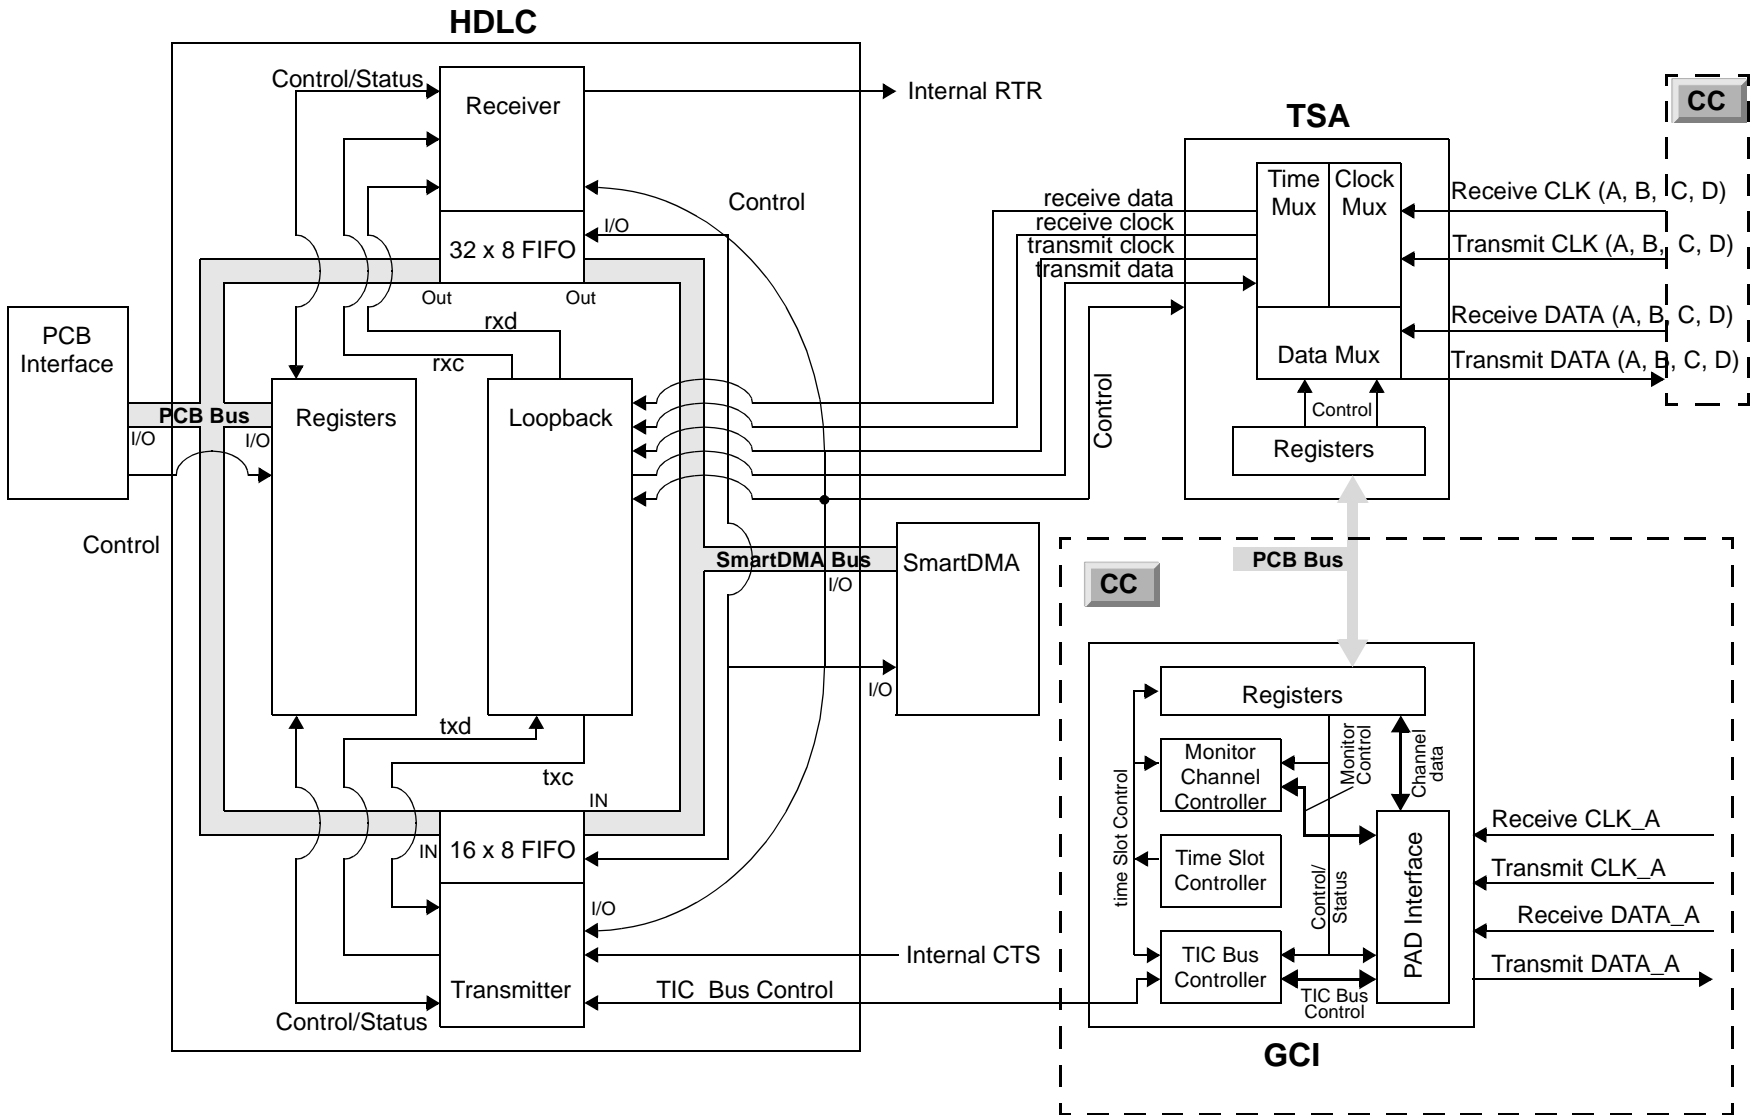 HDLC
Control/Status
Receiver
Internal RTR
CC
TSA
Time
Mux
Clock
Mux
Receive CLK (A, B, C, D)
receive data
Control
receive clock
I/O
32 x 8 FIFO
transmit clock
Transmit CLK (A, B, C, D)
transmit data
Out
Out
PCB
Interface
rxd
Receive DATA (A, B, C, D)
rxc
Data Mux
Transmit DATA (A, B, C, D)
PCB Bus
Registers
Loopback
Control
Control
I/O
I/O
Registers
Control
SmartDMA Bus
SmartDMA
I/O
PCB Bus
CC
I/O
Registers
txd
txc
Monitor
Control
Channel
data
Monitor
Channel
Controller
IN
time Slot Control
IN
16 x 8 FIFO
Time Slot
Controller
Control/
Status
PAD Interface
Receive CLK_A
Transmit CLK_A
I/O
Receive DATA_A
Internal CTS
TIC Bus
Controller
Transmit DATA_A
Transmitter
TIC Bus Control
TIC Bus
Control
Control/Status
GCI